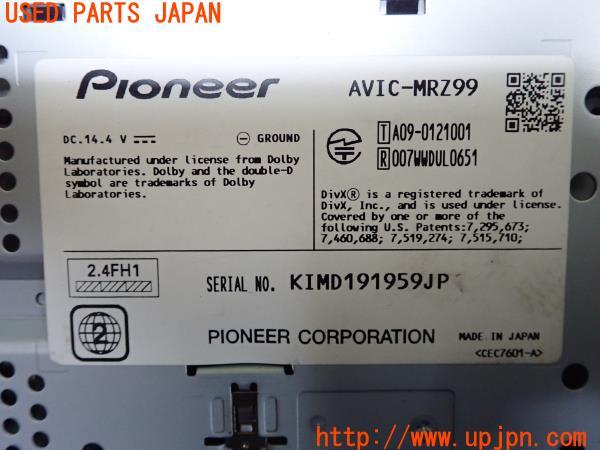 USED PARTS JAPAN
Pioneer
AVIC-MRZ99
DC.14.4 V
GROUND
T A09-0121001
R 007WWDUL0651
Manufactured under license from Dolby
Laboratories. Dolby and the double-D
symbol are trademarks of Dolby
Laboratories.
DivX® is a registered trademark of
DivX, Inc., and is used under license.
Covered by one or more of the
following U.S. Patents:7,295,673;
7,460,688; 7,519,274; 7,515,710;
2.4FH1
SERIAL NO. KIMD191959JP
2
PIONEER CORPORATION
MADE IN JAPAN
<CEC7601-A>
http://www.upjpn.com/